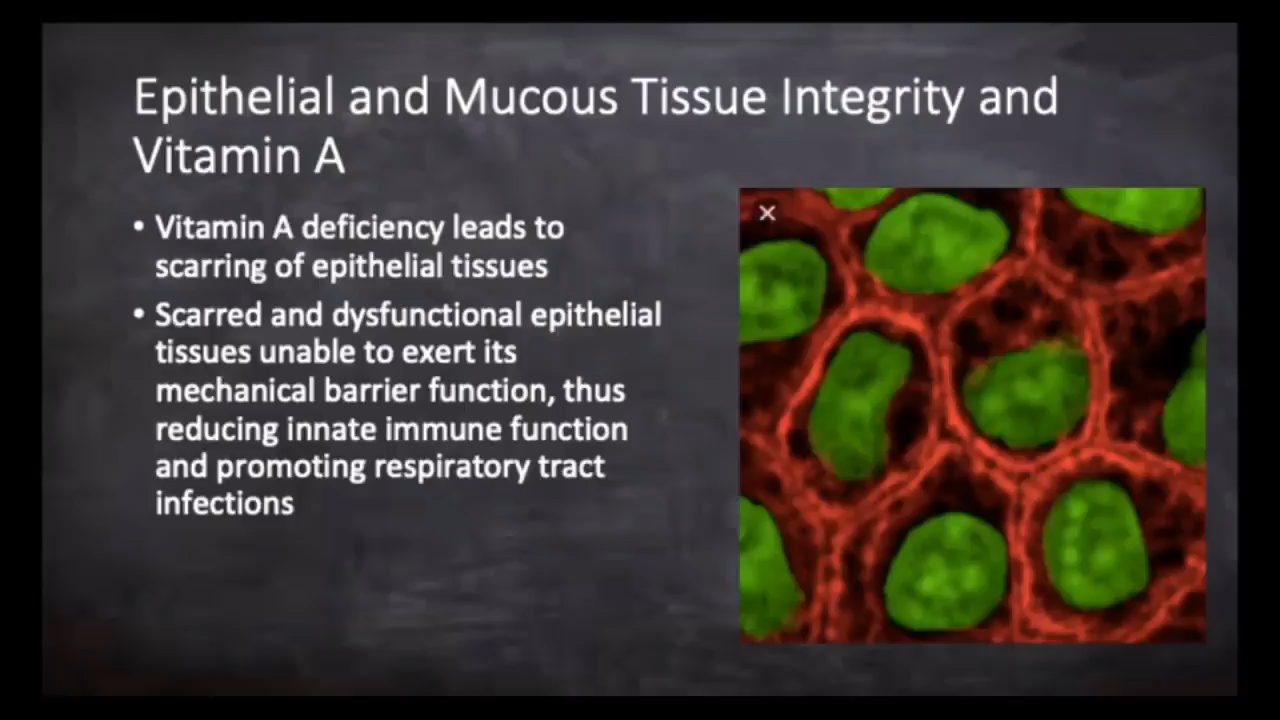 Epithelial and Mucous Tissue Integrity and
Vitamin A
• Vitamin A deficiency leads to
scarring of epithelial tissues
• Scarred and dysfunctional epithelial
tissues unable to exert its
mechanical barrier function, thus
reducing innate immune function
and promoting respiratory tract
infections